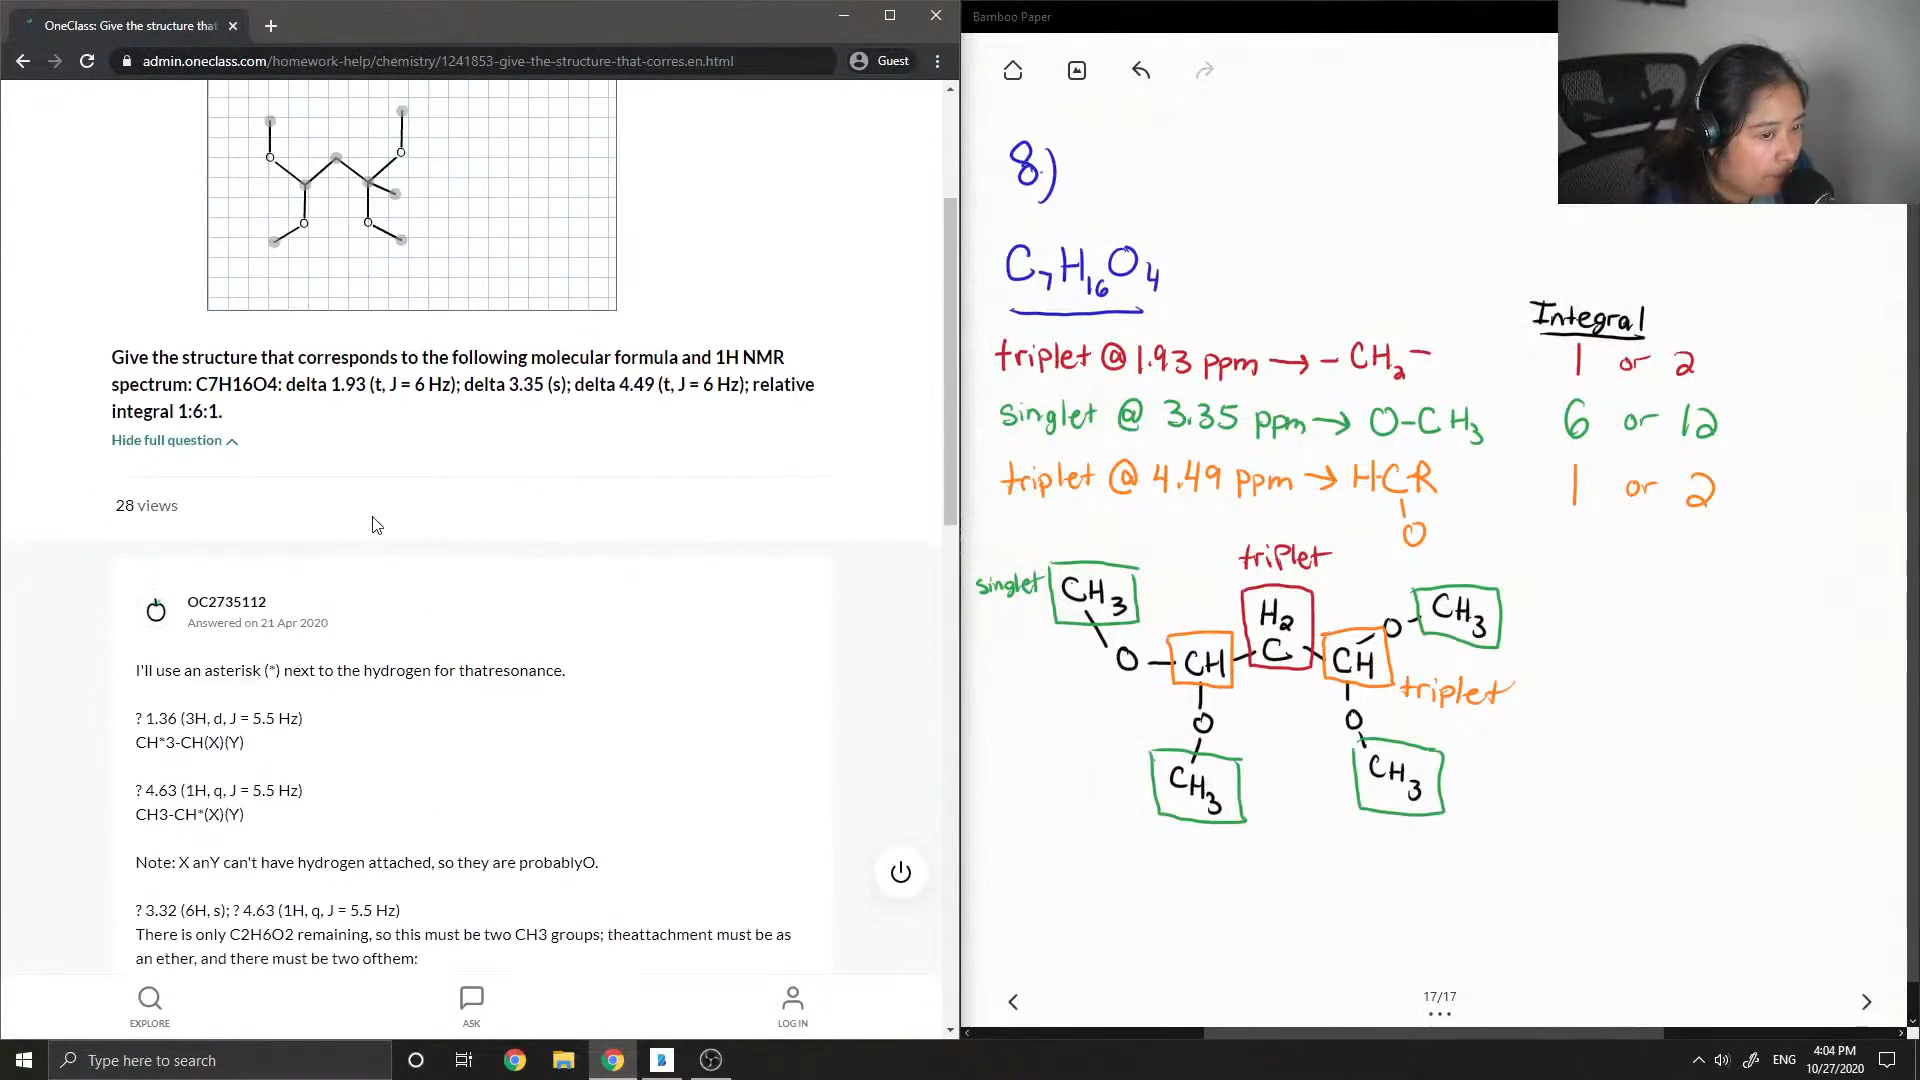 OneClass: Give the structure that
admin.oneclass.com/homework-help/chemistry/1241853-give-the-structure-that-corres.en.html
Guest
O
O
O
O
Give the structure that corresponds to the following molecular formula and 1H NMR
spectrum: C7H16O4: delta 1.93 (t, J = 6 Hz); delta 3.35 (s); delta 4.49 (t, J = 6 Hz); relative
integral 1:6:1.
Hide full question
28 views
OC2735112
Answered on 21 Apr 2020
I'll use an asterisk (*) next to the hydrogen for thatresonance.
? 1.36 (3H, d, J = 5.5 Hz)
CH*3-CH(X)(Y)
? 4.63 (1H, q, J = 5.5 Hz)
CH3-CH*(X)(Y)
Note: X anY can't have hydrogen attached, so they are probablyO.
? 3.32 (6H, s); ? 4.63 (1H, q, J = 5.5 Hz)
There is only C2H6O2 remaining, so this must be two CH3 groups; theattachment must be as
an ether, and there must be two ofthem:
EXPLORE
ASK
LOG IN
Bamboo Paper
8.)
C7H16O4
Integral
triplet @ 1.93 ppm → -CH2- 1 or 2
singlet @ 3.35 ppm → O-CH3 6 or 12
triplet @ 4.49 ppm → H-C-R 1 or 2
O
triplet
singlet CH3 H2 O-CH3
O-CH-C-CH
triplet
O O
CH3 CH3
17/17
Type here to search
ENG
4:04 PM
10/27/2020